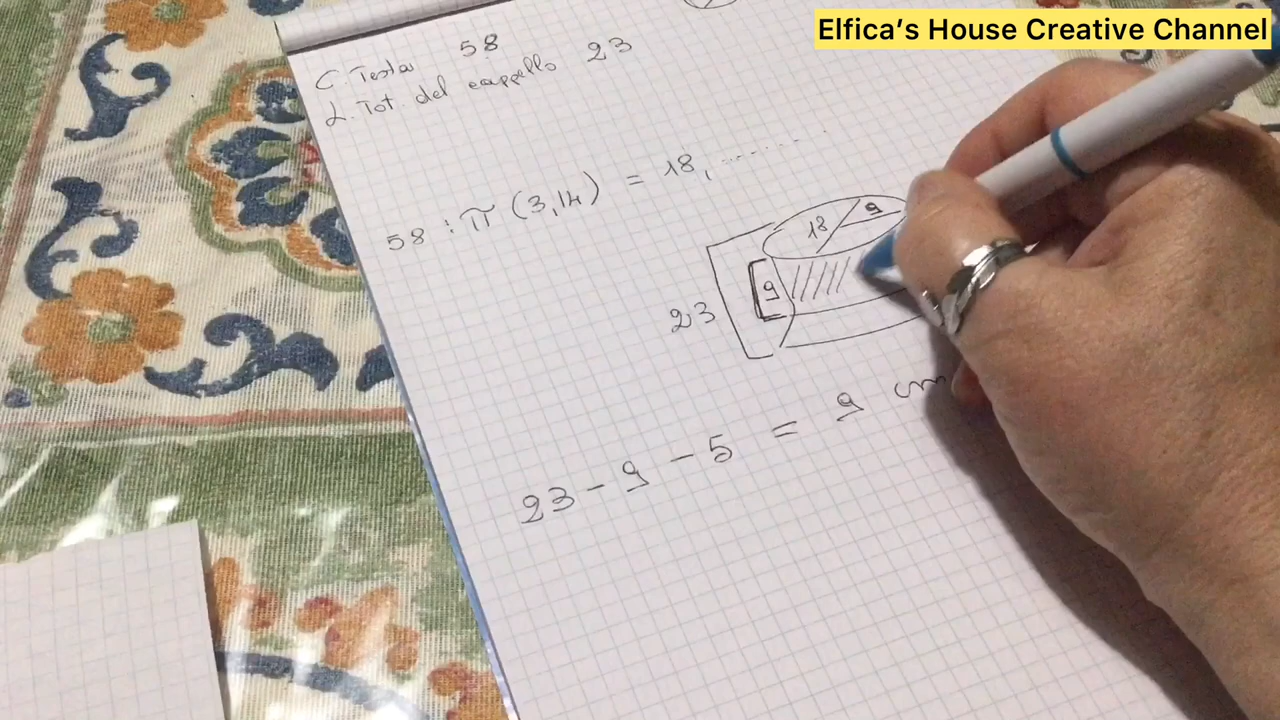 Elfica's House Creative Channel
C. Testa 58
L. Tot. del cappello 23
58 : π (3,14) = 18, ........
18 9
9
23
23 - 9 - 5 = 9 cm